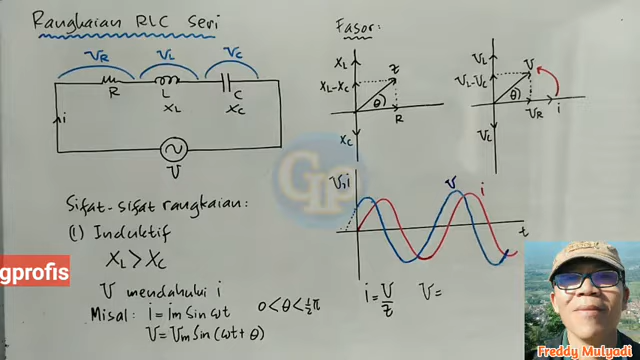 Rangkaian RLC Seri
VR VL VC
R L C
XL XC
i
V
Fasor:
XL
XL-XC
Z
θ
R
XC
VL
VL-VC
V
θ
VR i
VC
V,i
V i
t
Sifat-sifat rangkaian:
(1) Induktif
XL > XC
V mendahului i
Misal: i = im sin ωt
V = Vm sin (ωt + θ)
0 < θ < ½π
i = V/Z V =
gprofis
GIP
Freddy Mulyadi